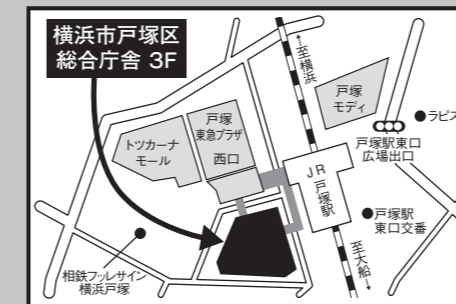 横浜市戸塚区
総合庁舎 3F
←至横浜
戸塚
モディ
ラピス
戸塚駅東口
広場出口
戸塚
東急プラザ
西口
トツカーナ
モール
JR戸塚駅
戸塚駅
東口交番
至大船→
相鉄フレッサイン
横浜戸塚